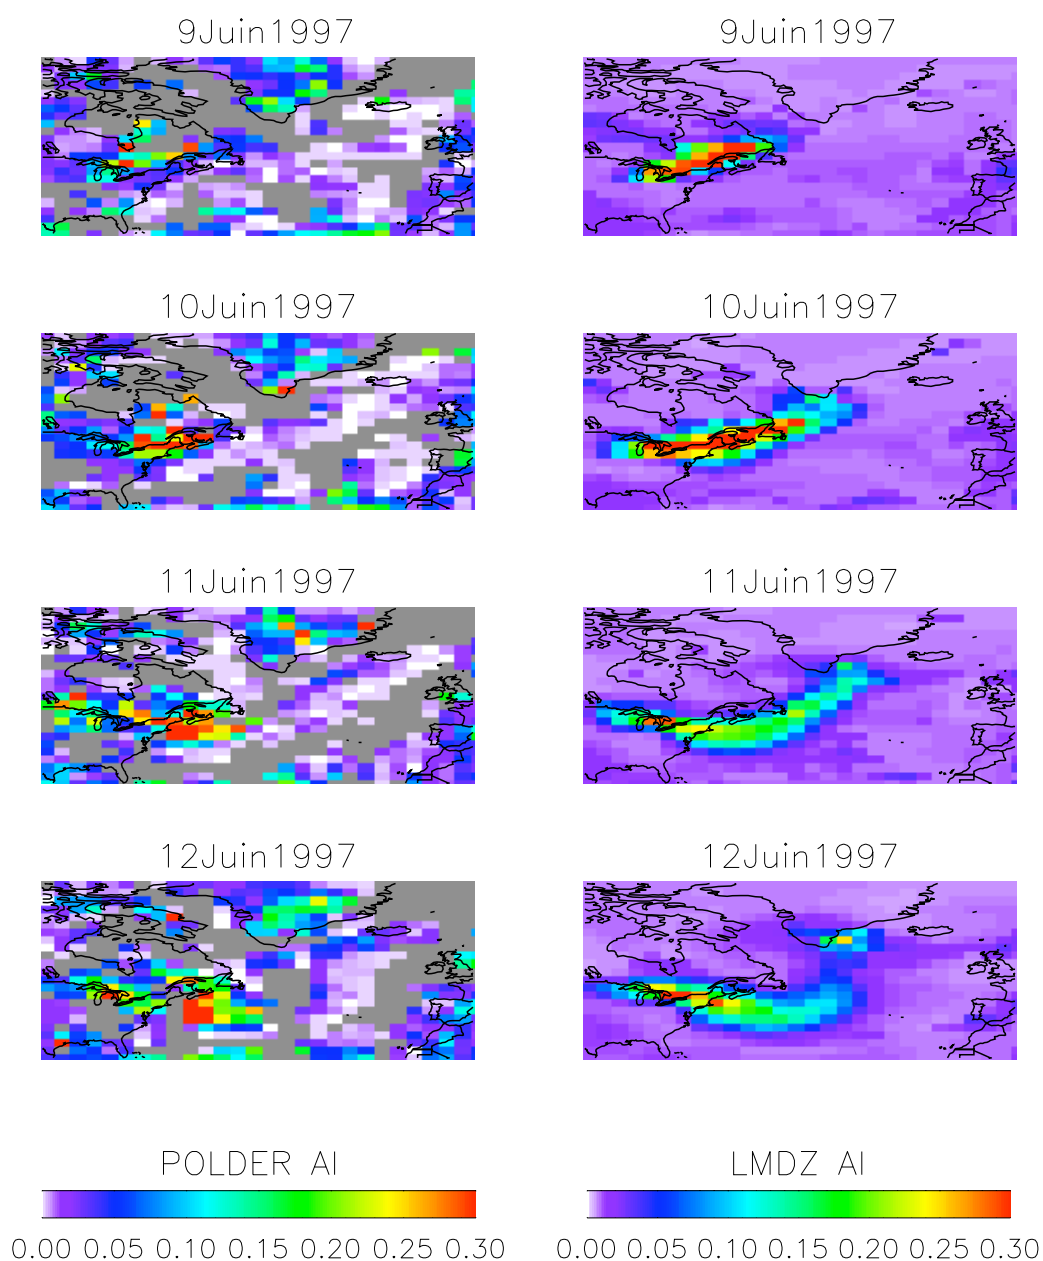 9Juin1997 9Juin1997
10Juin1997 10Juin1997
11Juin1997 11Juin1997
12Juin1997 12Juin1997
POLDER AI LMDZ AI
0.00 0.05 0.10 0.15 0.20 0.25 0.30 0.00 0.05 0.10 0.15 0.20 0.25 0.30